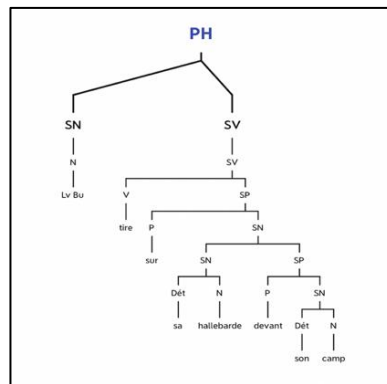 PH
SN SV
N SV
Lv Bu V SP
tire P SN
sur SN SP
Dét N P SN
sa hallebarde devant Dét N
son camp